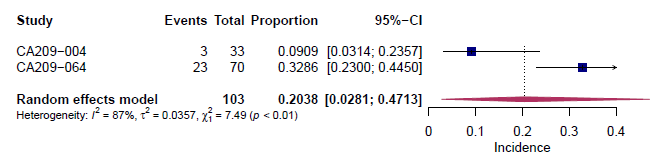 Study Events Total Proportion 95%−CI
CA209−004 3 33 0.0909 [0.0314; 0.2357]
CA209−064 23 70 0.3286 [0.2300; 0.4450]
Random effects model 103 0.2038 [0.0281; 0.4713]
Heterogeneity: I² = 87%, τ² = 0.0357, χ²₁ = 7.49 (p < 0.01)
0 0.1 0.2 0.3 0.4
Incidence